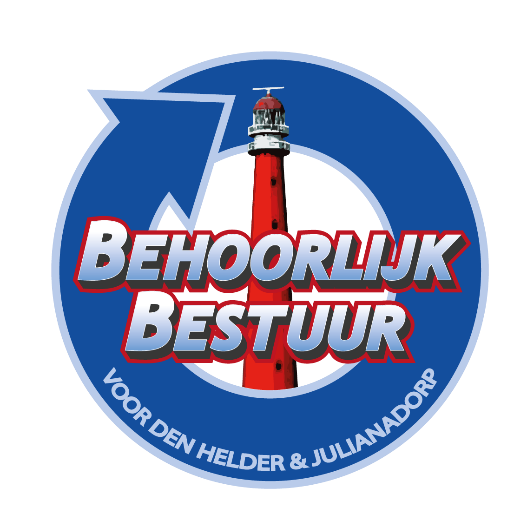 BEHOORLIJK
BESTUUR
VOOR DEN HELDER & JULIANADORP